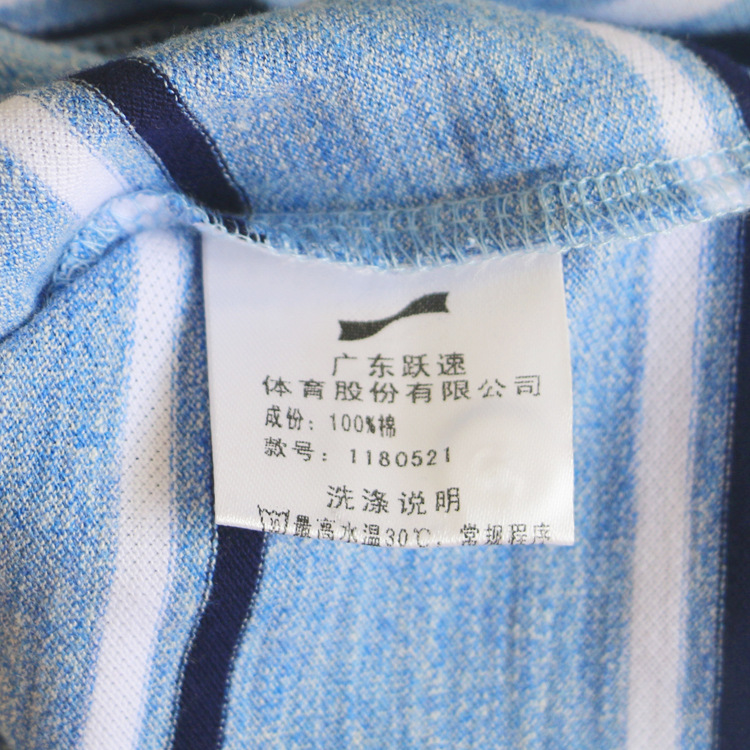 广东跃速
体育股份有限公司
成份：100%棉
款号：1180521
洗涤说明
30 最高水温30℃，常规程序